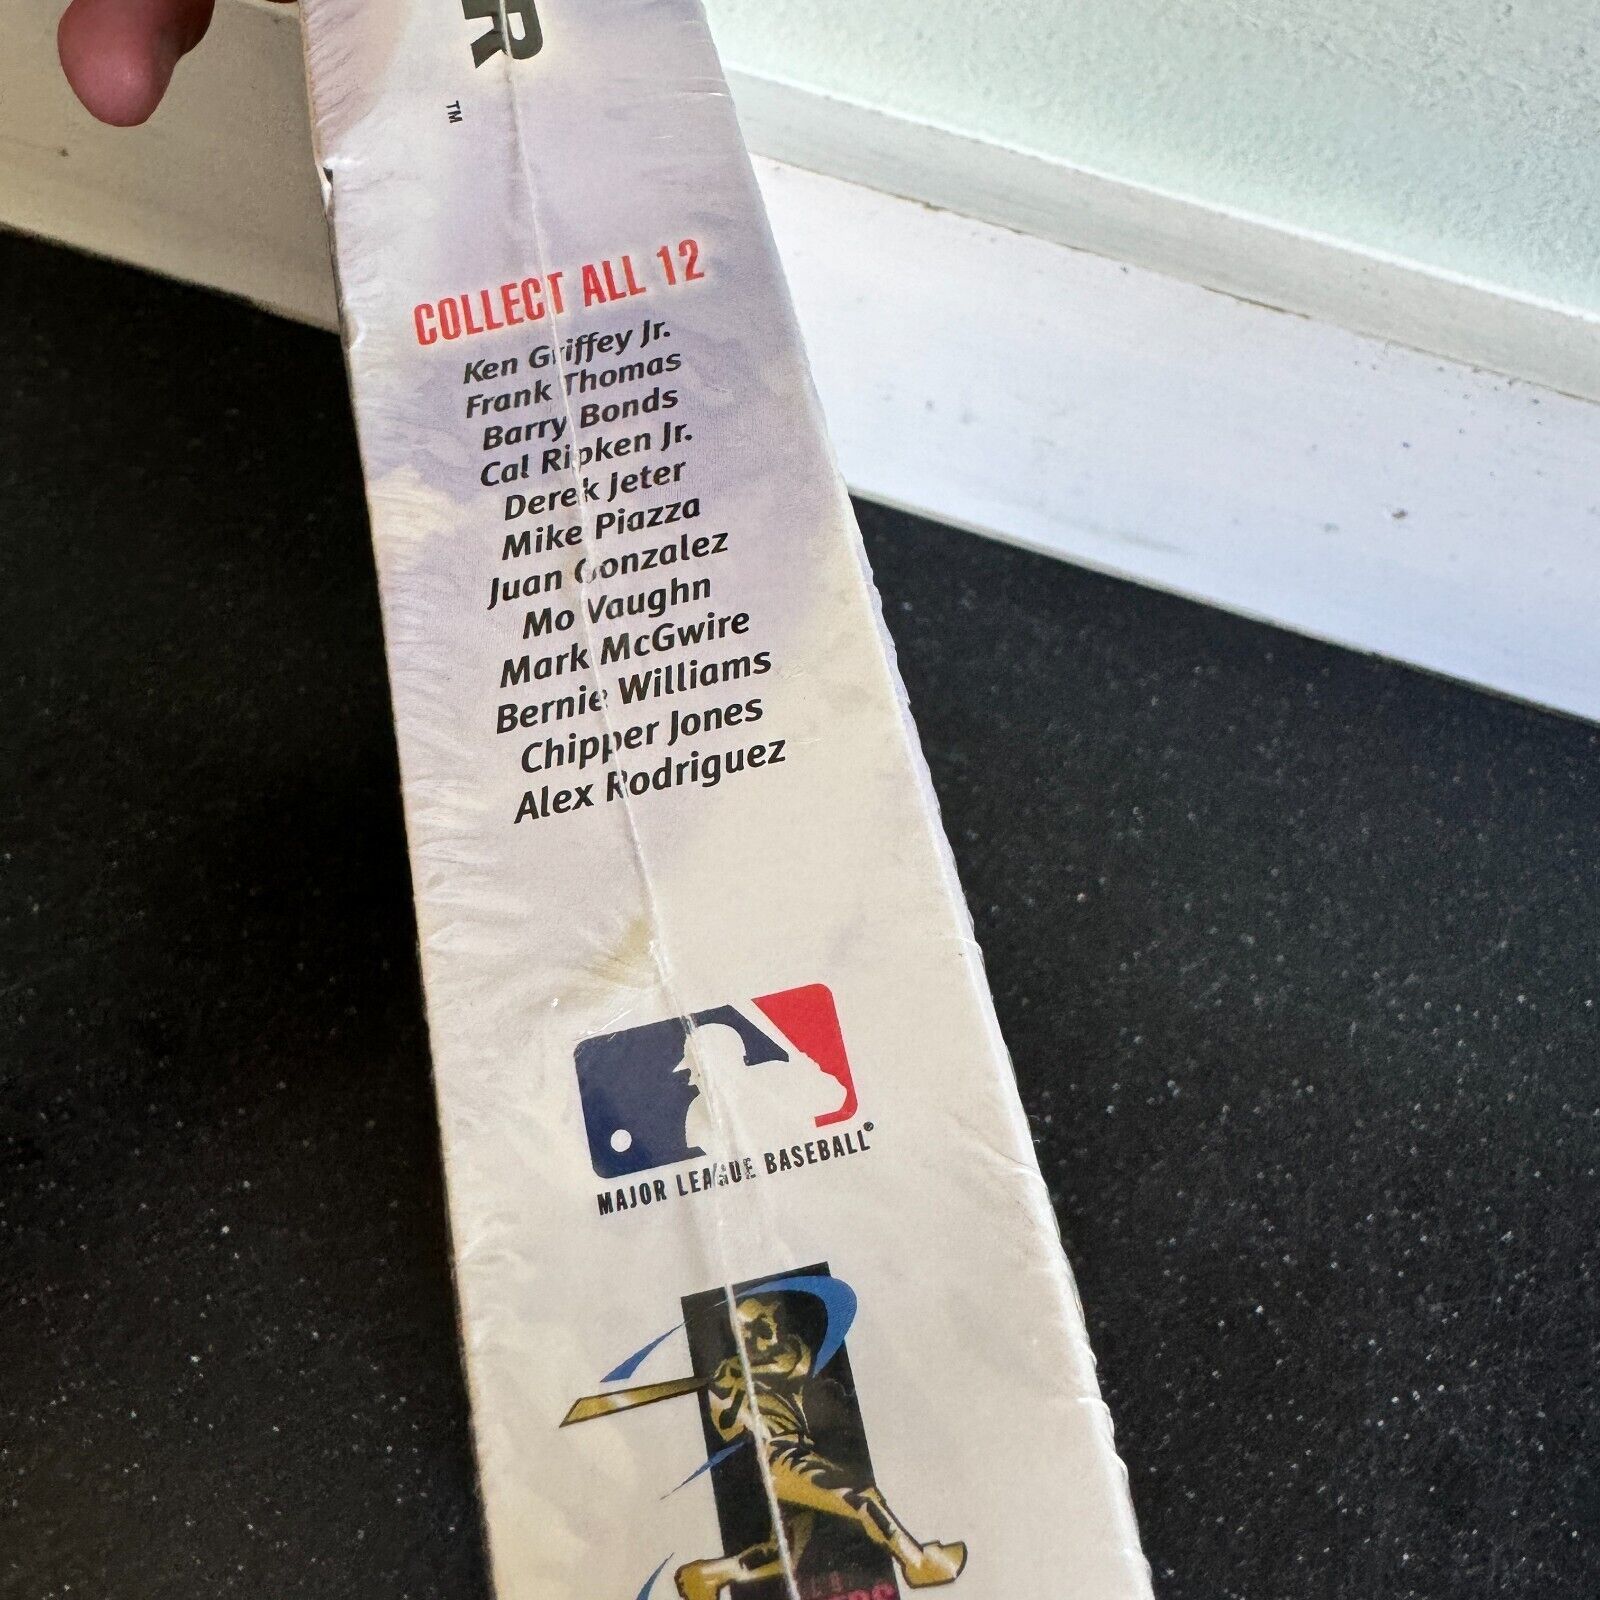 R
TM
COLLECT ALL 12
Ken Griffey Jr.
Frank Thomas
Barry Bonds
Cal Ripken Jr.
Derek Jeter
Mike Piazza
Juan Gonzalez
Mo Vaughn
Mark McGwire
Bernie Williams
Chipper Jones
Alex Rodriguez
MAJOR LEAGUE BASEBALL®